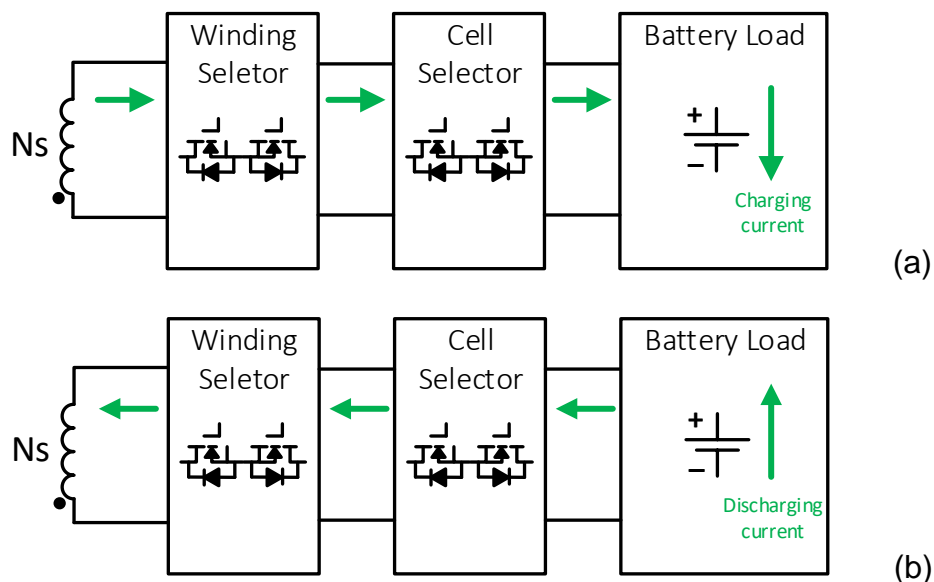 Winding
Seletor
Cell
Selector
Battery Load
Ns
+
−
Charging
current
(a)
Winding
Seletor
Cell
Selector
Battery Load
Ns
+
−
Discharging
current
(b)